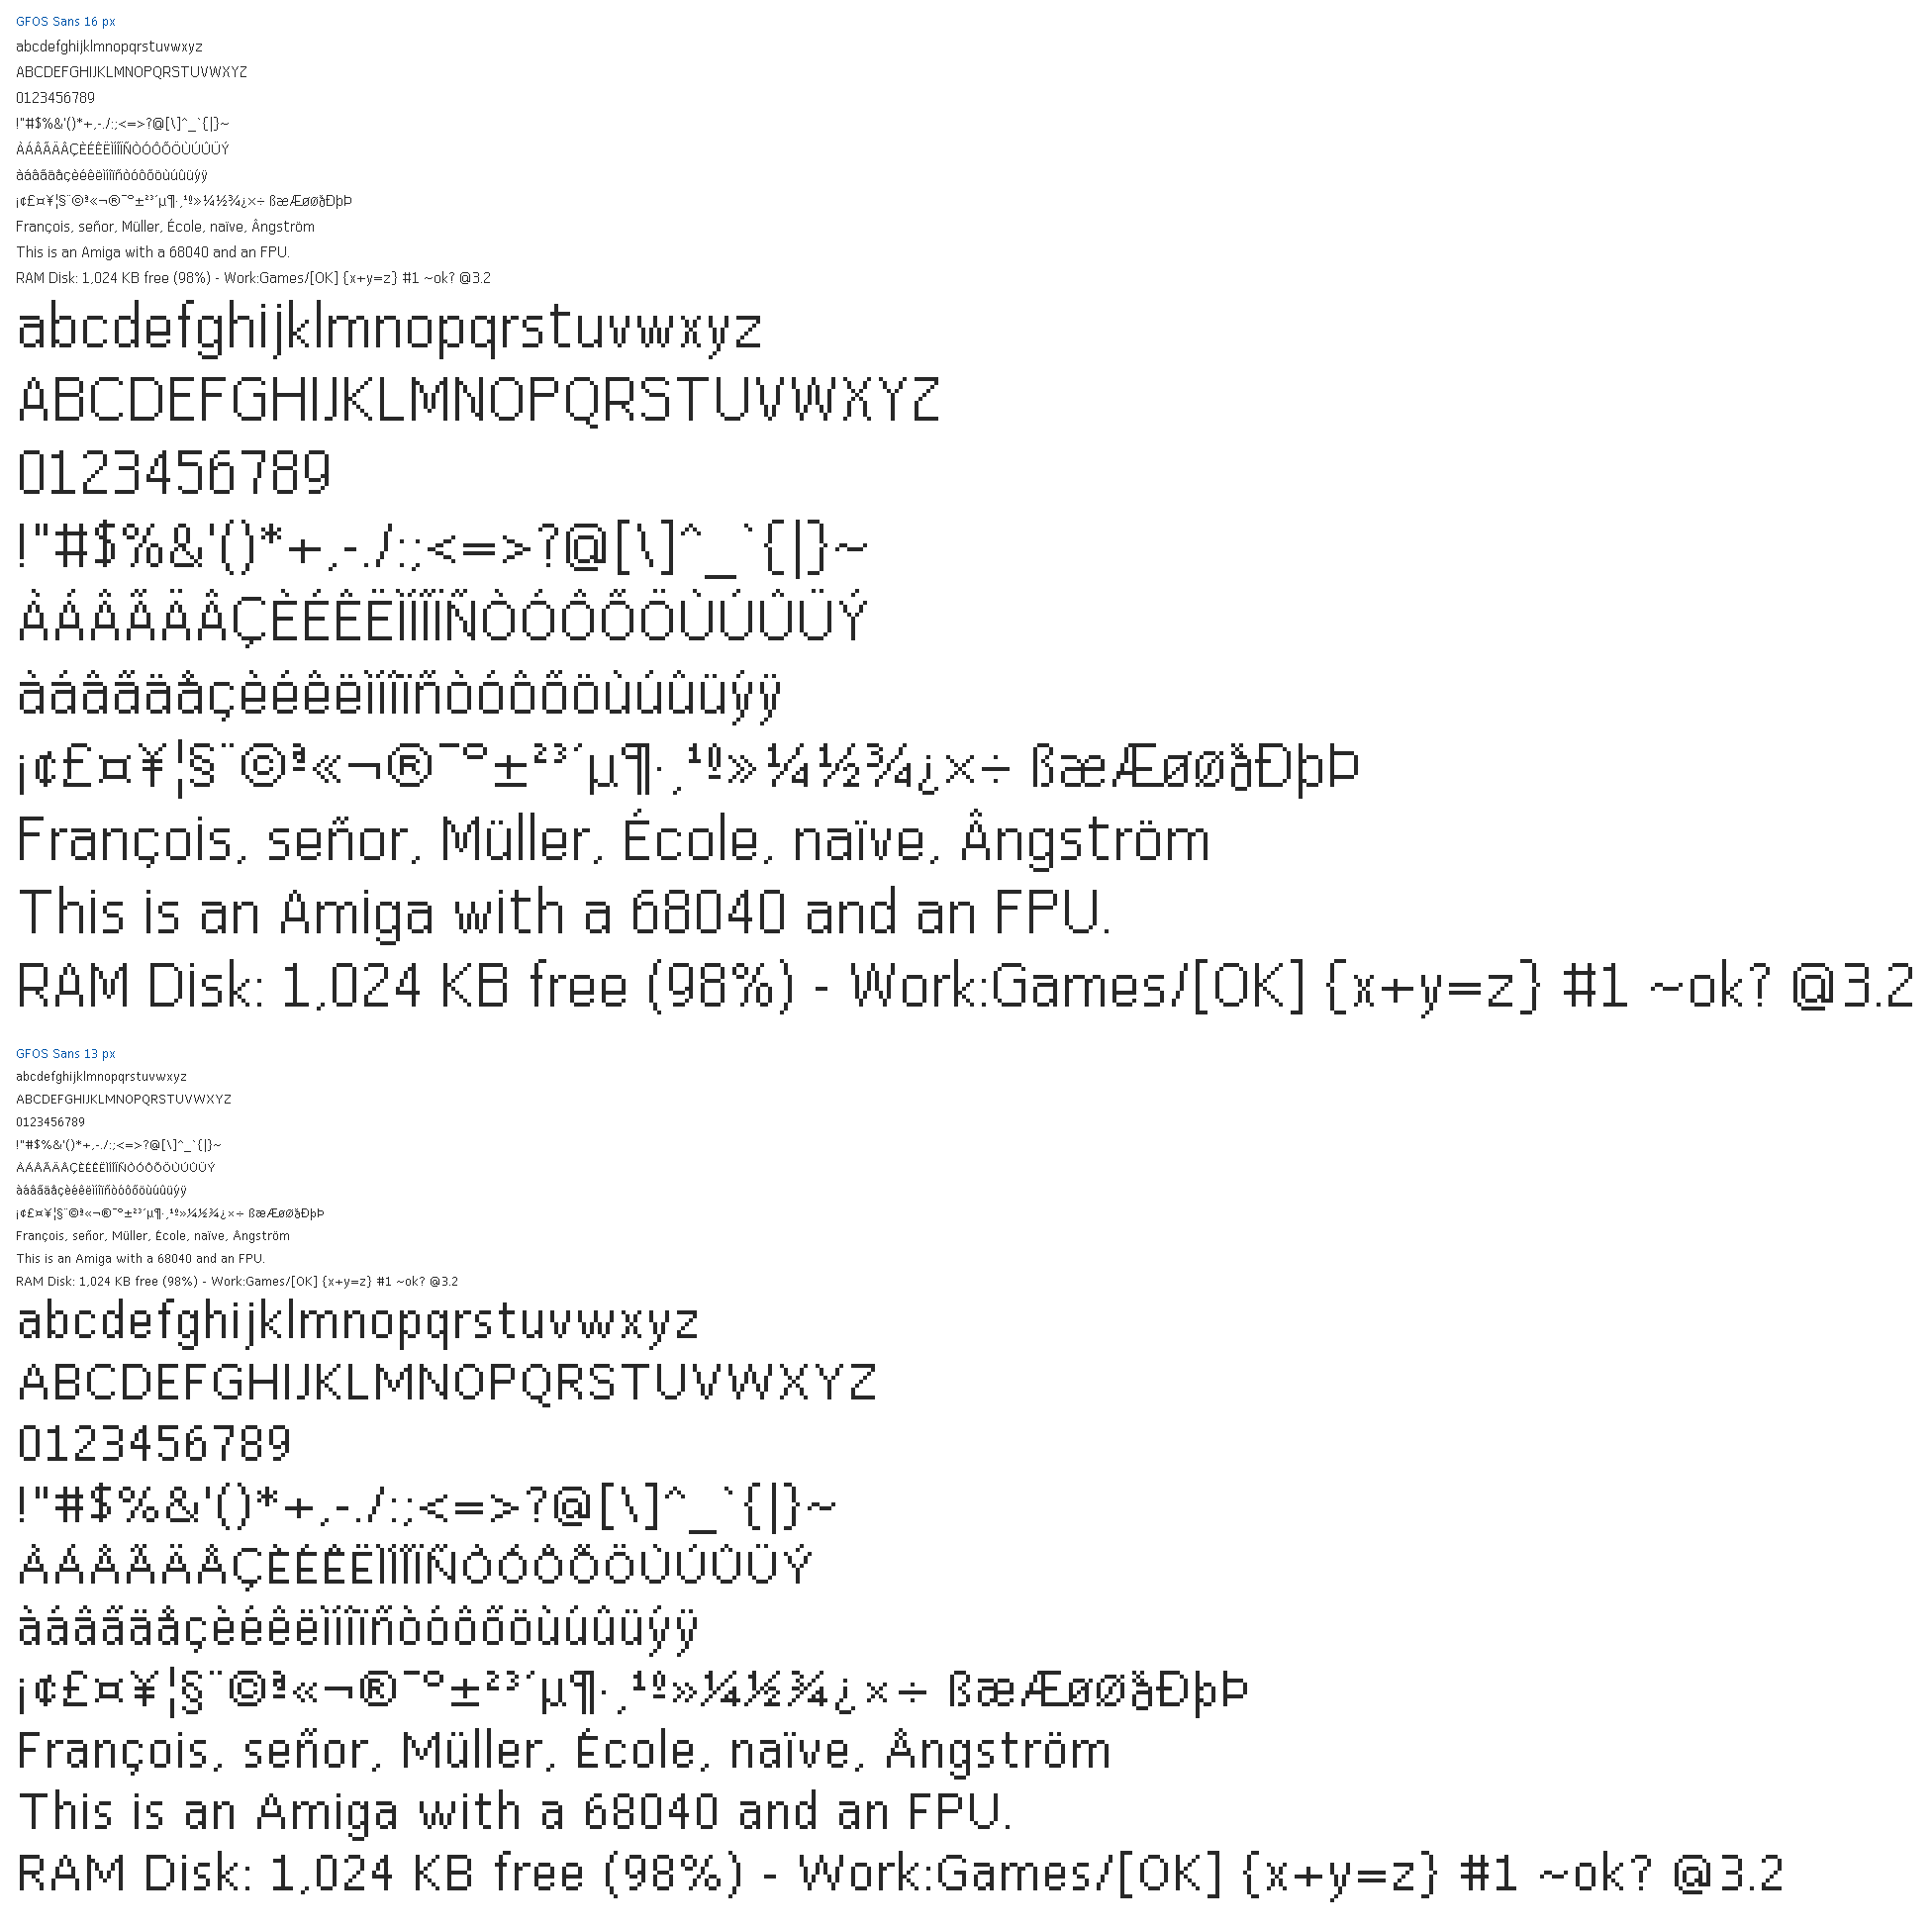 GFOS Sans 16 px
abcdefghijklmnopqrstuvwxyz
ABCDEFGHIJKLMNOPQRSTUVWXYZ
0123456789
!"#$%&'()*+,-./:;<=>?@[\]^_`{|}~
ÀÁÂÃÄÅÇÈÉÊËÌÍÎÏÑÒÓÔÕÖÙÚÛÜÝ
àáâãäåçèéêëìíîïñòóôõöùúûüýÿ
¡¢£¤¥¦§¨©ª«¬®¯°±²³´µ¶·¸¹º»¼½¾¿×÷ ßæÆøØðÐþÞ
François, señor, Müller, École, naïve, Ångström
This is an Amiga with a 68040 and an FPU.
RAM Disk: 1,024 KB free (98%) - Work:Games/[OK] {x+y=z} #1 ~ok? @3.2
abcdefghijklmnopqrstuvwxyz
ABCDEFGHIJKLMNOPQRSTUVWXYZ
0123456789
!"#$%&'()*+,-./:;<=>?@[\]^_`{|}~
ÀÁÂÃÄÅÇÈÉÊËÌÍÎÏÑÒÓÔÕÖÙÚÛÜÝ
àáâãäåçèéêëìíîïñòóôõöùúûüýÿ
¡¢£¤¥¦§¨©ª«¬®¯°±²³´µ¶·¸¹º»¼½¾¿×÷ ßæÆøØðÐþÞ
François, señor, Müller, École, naïve, Ångström
This is an Amiga with a 68040 and an FPU.
RAM Disk: 1,024 KB free (98%) - Work:Games/[OK] {x+y=z} #1 ~ok? @3.2
GFOS Sans 13 px
abcdefghijklmnopqrstuvwxyz
ABCDEFGHIJKLMNOPQRSTUVWXYZ
0123456789
!"#$%&'()*+,-./:;<=>?@[\]^_`{|}~
ÀÁÂÃÄÅÇÈÉÊËÌÍÎÏÑÒÓÔÕÖÙÚÛÜÝ
àáâãäåçèéêëìíîïñòóôõöùúûüýÿ
¡¢£¤¥¦§¨©ª«¬®¯°±²³´µ¶·¸¹º»¼½¾¿×÷ ßæÆøØðÐþÞ
François, señor, Müller, École, naïve, Ångström
This is an Amiga with a 68040 and an FPU.
RAM Disk: 1,024 KB free (98%) - Work:Games/[OK] {x+y=z} #1 ~ok? @3.2
abcdefghijklmnopqrstuvwxyz
ABCDEFGHIJKLMNOPQRSTUVWXYZ
0123456789
!"#$%&'()*+,-./:;<=>?@[\]^_`{|}~
ÀÁÂÃÄÅÇÈÉÊËÌÍÎÏÑÒÓÔÕÖÙÚÛÜÝ
àáâãäåçèéêëìíîïñòóôõöùúûüýÿ
¡¢£¤¥¦§¨©ª«¬®¯°±²³´µ¶·¸¹º»¼½¾¿×÷ ßæÆøØðÐþÞ
François, señor, Müller, École, naïve, Ångström
This is an Amiga with a 68040 and an FPU.
RAM Disk: 1,024 KB free (98%) - Work:Games/[OK] {x+y=z} #1 ~ok? @3.2